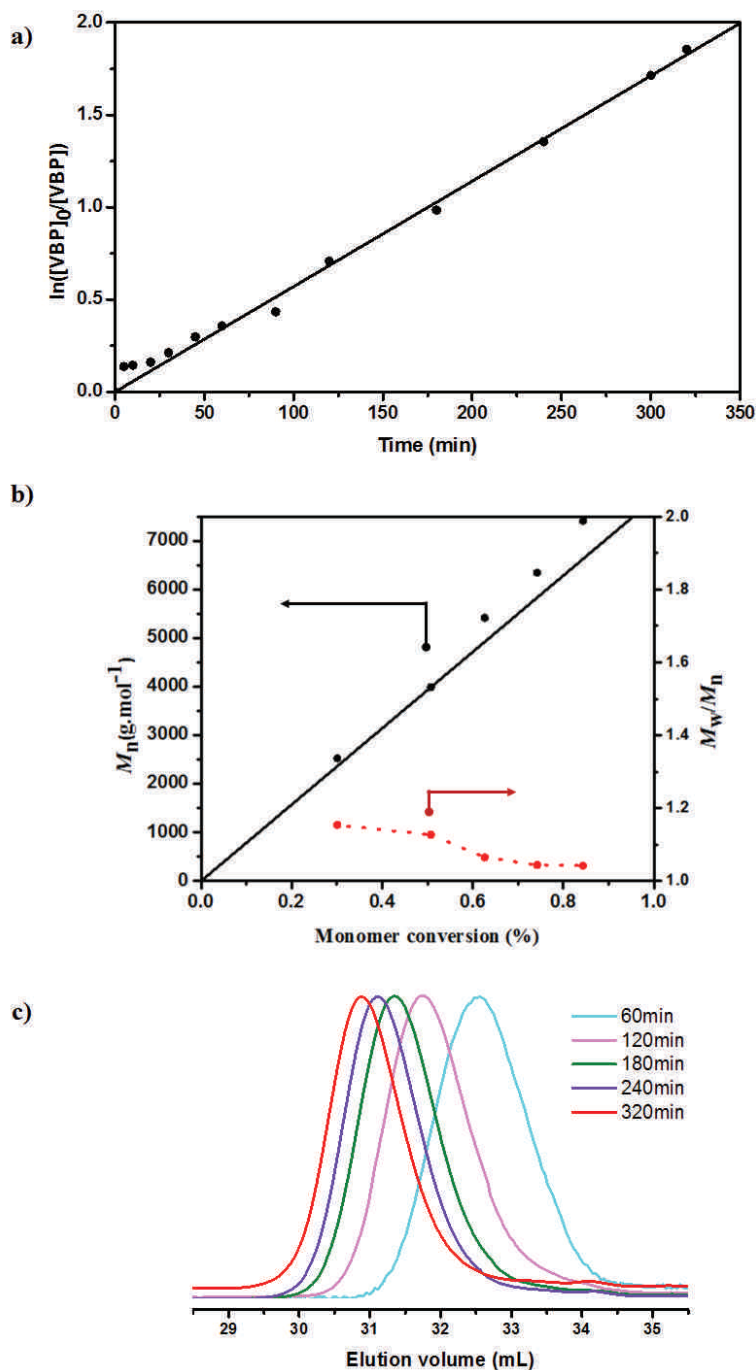 a)
2.0
1.5
1.0
0.5
0.0
ln([VBP]0/[VBP])
0 50 100 150 200 250 300 350
Time (min)
b)
7000
6000
5000
4000
3000
2000
1000
0
Mn(g.mol⁻¹)
2.0
1.8
1.6
1.4
1.2
1.0
Mw/Mn
0.0 0.2 0.4 0.6 0.8 1.0
Monomer conversion (%)
c)
60min
120min
180min
240min
320min
29 30 31 32 33 34 35
Elution volume (mL)